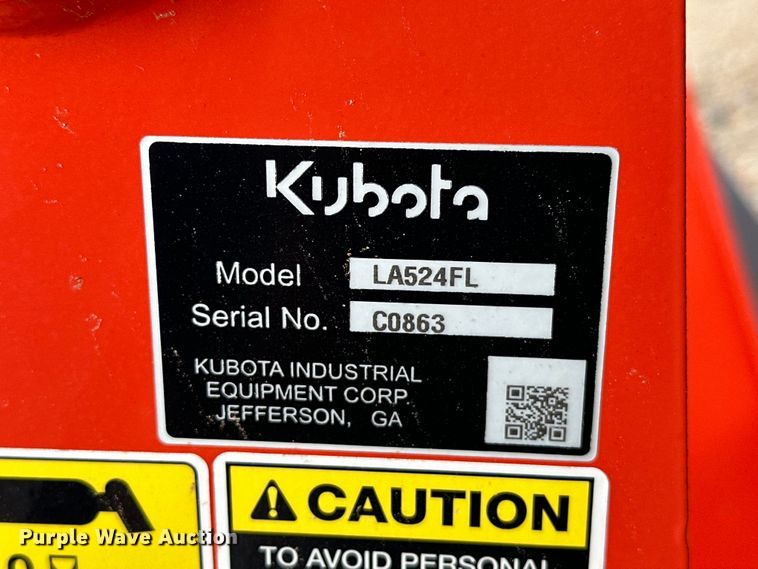 Kubota
Model LA524FL
Serial No. C0863
KUBOTA INDUSTRIAL
EQUIPMENT CORP.
JEFFERSON, GA
CAUTION
TO AVOID PERSONAL
Purple Wave Auction